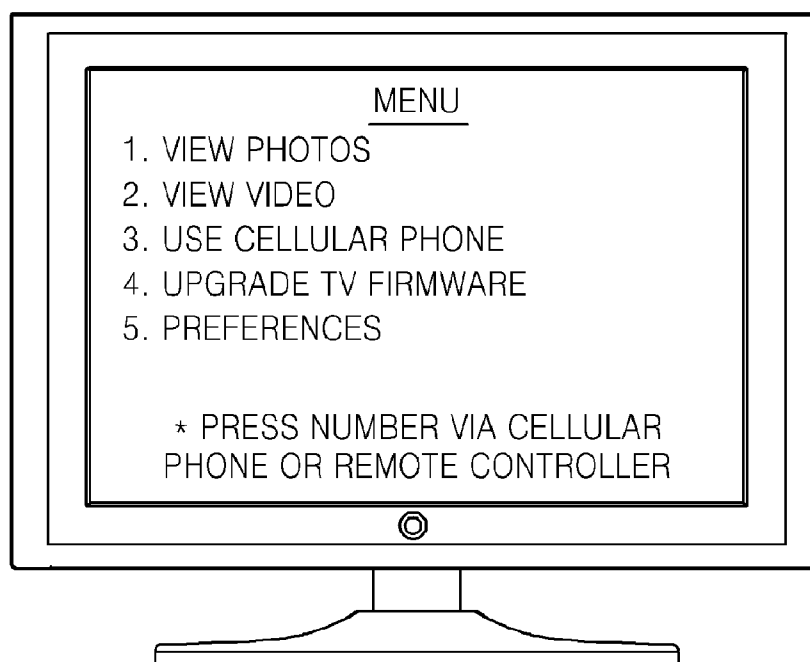 MENU
1. VIEW PHOTOS
2. VIEW VIDEO
3. USE CELLULAR PHONE
4. UPGRADE TV FIRMWARE
5. PREFERENCES
* PRESS NUMBER VIA CELLULAR
PHONE OR REMOTE CONTROLLER